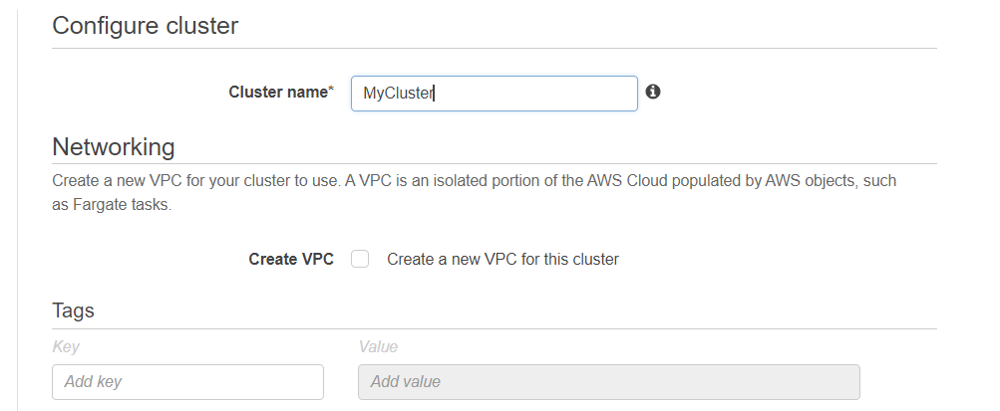 Configure cluster
Cluster name*
MyCluster
Networking
Create a new VPC for your cluster to use. A VPC is an isolated portion of the AWS Cloud populated by AWS objects, such
as Fargate tasks.
Create VPC
Create a new VPC for this cluster
Tags
Key
Value
Add key
Add value